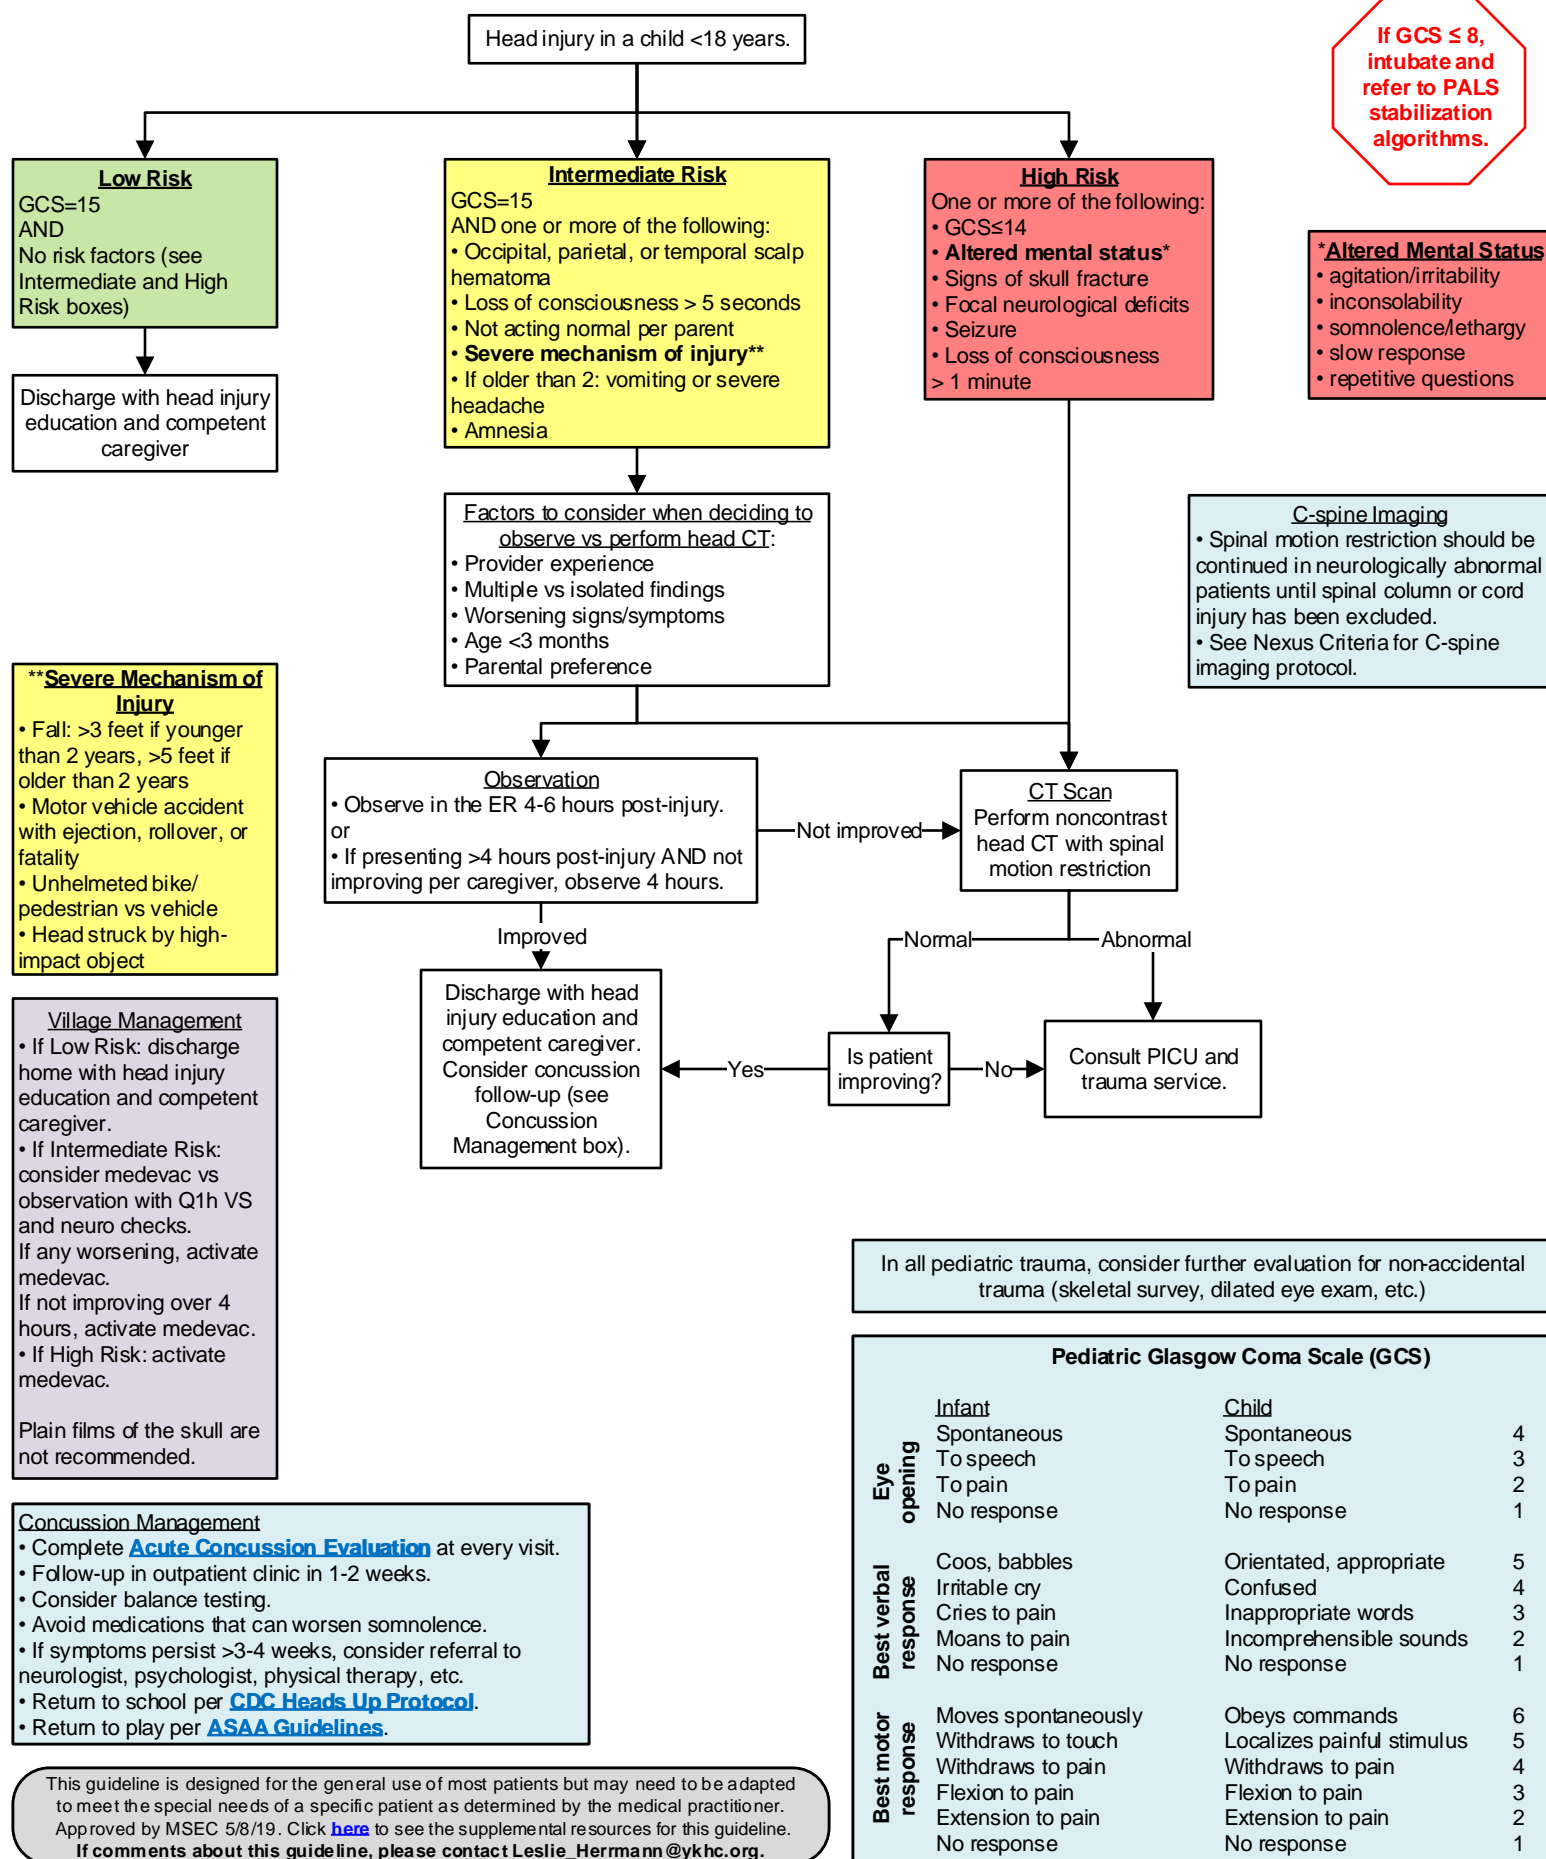 Head injury in a child <18 years.
If GCS ≤ 8,
intubate and
refer to PALS
stabilization
algorithms.
Low Risk
GCS=15
AND
No risk factors (see
Intermediate and High
Risk boxes)
Intermediate Risk
GCS=15
AND one or more of the following:
• Occipital, parietal, or temporal scalp
hematoma
• Loss of consciousness > 5 seconds
• Not acting normal per parent
• Severe mechanism of injury**
• If older than 2: vomiting or severe
headache
• Amnesia
High Risk
One or more of the following:
• GCS≤14
• Altered mental status*
• Signs of skull fracture
• Focal neurological deficits
• Seizure
• Loss of consciousness
> 1 minute
*Altered Mental Status
• agitation/irritability
• inconsolability
• somnolence/lethargy
• slow response
• repetitive questions
Discharge with head injury
education and competent
caregiver
Factors to consider when deciding to
observe vs perform head CT:
• Provider experience
• Multiple vs isolated findings
• Worsening signs/symptoms
• Age <3 months
• Parental preference
C-spine Imaging
• Spinal motion restriction should be
continued in neurologically abnormal
patients until spinal column or cord
injury has been excluded.
• See Nexus Criteria for C-spine
imaging protocol.
**Severe Mechanism of
Injury
• Fall: >3 feet if younger
than 2 years, >5 feet if
older than 2 years
• Motor vehicle accident
with ejection, rollover, or
fatality
• Unhelmeted bike/
pedestrian vs vehicle
• Head struck by high-
impact object
Observation
• Observe in the ER 4-6 hours post-injury.
or
• If presenting >4 hours post-injury AND not
improving per caregiver, observe 4 hours.
Not improved
CT Scan
Perform noncontrast
head CT with spinal
motion restriction
Improved
Normal
Abnormal
Discharge with head
injury education and
competent caregiver.
Consider concussion
follow-up (see
Concussion
Management box).
Yes
Is patient
improving?
No
Consult PICU and
trauma service.
Village Management
• If Low Risk: discharge
home with head injury
education and competent
caregiver.
• If Intermediate Risk:
consider medevac vs
observation with Q1h VS
and neuro checks.
If any worsening, activate
medevac.
If not improving over 4
hours, activate medevac.
• If High Risk: activate
medevac.
Plain films of the skull are
not recommended.
In all pediatric trauma, consider further evaluation for non-accidental
trauma (skeletal survey, dilated eye exam, etc.)
Concussion Management
• Complete Acute Concussion Evaluation at every visit.
• Follow-up in outpatient clinic in 1-2 weeks.
• Consider balance testing.
• Avoid medications that can worsen somnolence.
• If symptoms persist >3-4 weeks, consider referral to
neurologist, psychologist, physical therapy, etc.
• Return to school per CDC Heads Up Protocol.
• Return to play per ASAA Guidelines.
Pediatric Glasgow Coma Scale (GCS)
Infant Child
Eye opening
Spontaneous Spontaneous 4
To speech To speech 3
To pain To pain 2
No response No response 1
Best verbal response
Coos, babbles Orientated, appropriate 5
Irritable cry Confused 4
Cries to pain Inappropriate words 3
Moans to pain Incomprehensible sounds 2
No response No response 1
Best motor response
Moves spontaneously Obeys commands 6
Withdraws to touch Localizes painful stimulus 5
Withdraws to pain Withdraws to pain 4
Flexion to pain Flexion to pain 3
Extension to pain Extension to pain 2
No response No response 1
This guideline is designed for the general use of most patients but may need to be adapted
to meet the special needs of a specific patient as determined by the medical practitioner.
Approved by MSEC 5/8/19. Click here to see the supplemental resources for this guideline.
If comments about this guideline, please contact Leslie_Herrmann@ykhc.org.